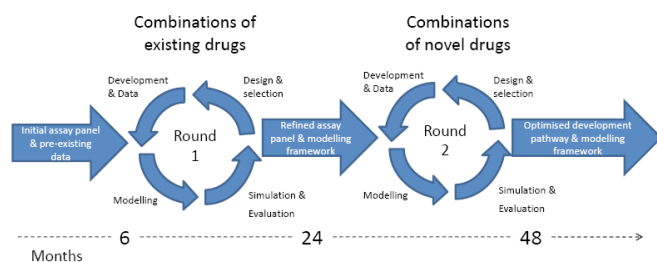 Combinations of
existing drugs
Combinations
of novel drugs
Development
& Data
Design &
selection
Development
& Data
Design &
selection
Initial assay panel
& pre-existing
data
Round
1
Refined assay
panel & modelling
framework
Round
2
Optimised development
pathway & modelling
framework
Modelling
Simulation &
Evaluation
Modelling
Simulation &
Evaluation
Months
6
24
48